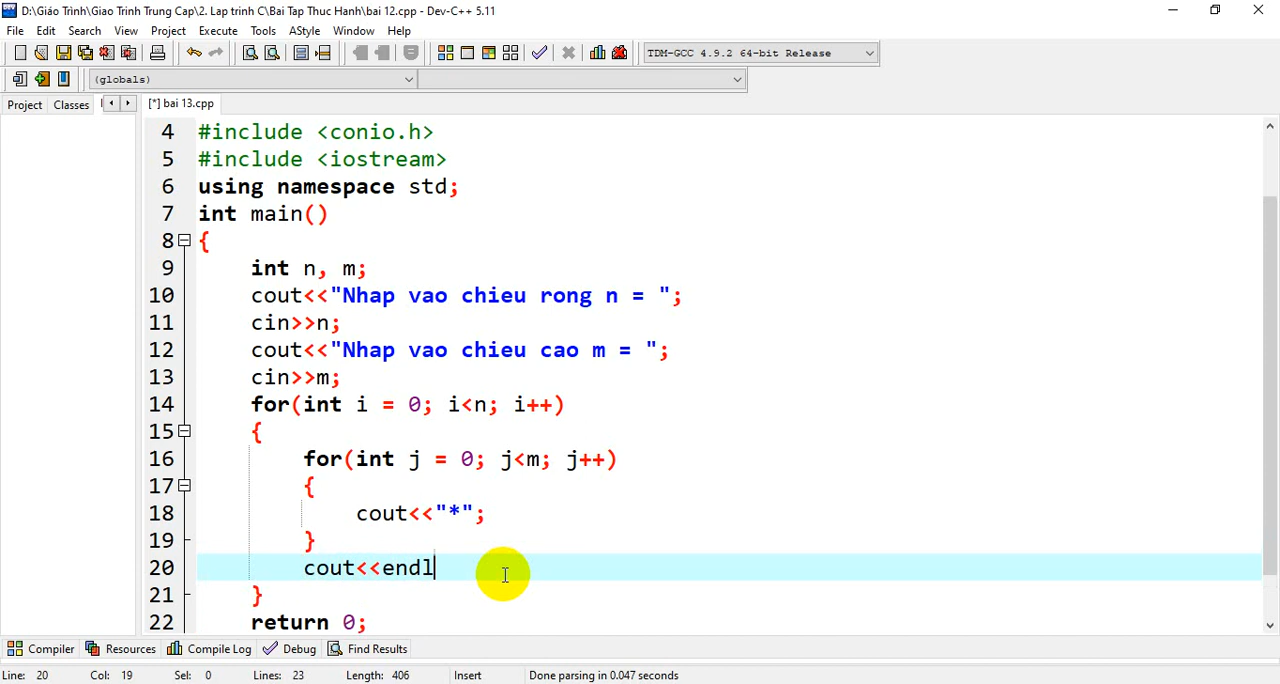 D:\Giáo Trình\Giao Trinh Trung Cap\2. Lap trinh C\Bai Tap Thuc Hanh\bai 12.cpp - Dev-C++ 5.11
File Edit Search View Project Execute Tools AStyle Window Help
TDM-GCC 4.9.2 64-bit Release
(globals)
Project Classes [*] bai 13.cpp
4 #include <conio.h>
5 #include <iostream>
6 using namespace std;
7 int main()
8 {
9 int n, m;
10 cout<<"Nhap vao chieu rong n = ";
11 cin>>n;
12 cout<<"Nhap vao chieu cao m = ";
13 cin>>m;
14 for(int i = 0; i<n; i++)
15 {
16 for(int j = 0; j<m; j++)
17 {
18 cout<<"*";
19 }
20 cout<<endl
21 }
22 return 0;
Compiler Resources Compile Log Debug Find Results
Line: 20 Col: 19 Sel: 0 Lines: 23 Length: 406 Insert Done parsing in 0.047 seconds